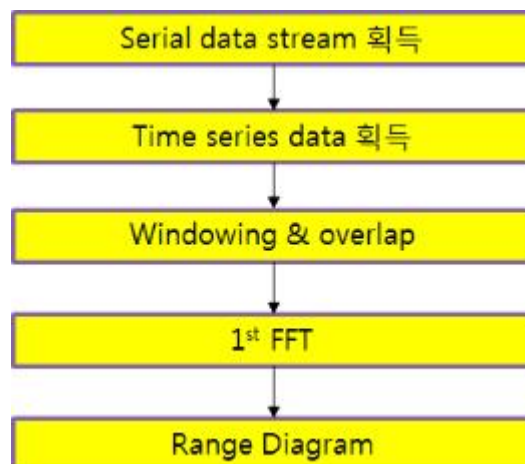 Serial data stream 획득
Time series data 획득
Windowing & overlap
1st FFT
Range Diagram